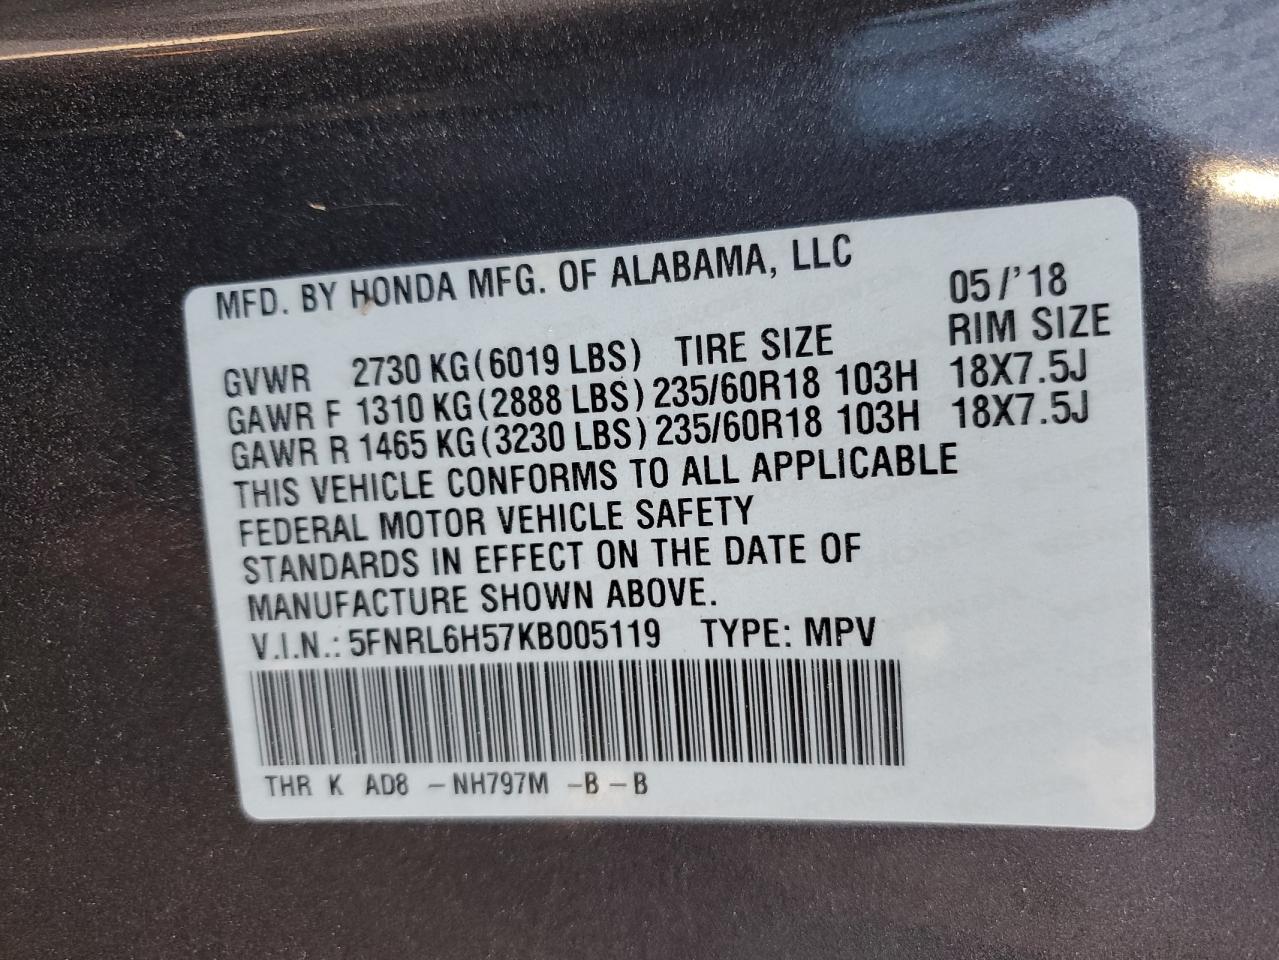 MFD. BY HONDA MFG. OF ALABAMA, LLC
05/'18
GVWR 2730 KG(6019 LBS) TIRE SIZE RIM SIZE
GAWR F 1310 KG(2888 LBS) 235/60R18 103H 18X7.5J
GAWR R 1465 KG(3230 LBS) 235/60R18 103H 18X7.5J
THIS VEHICLE CONFORMS TO ALL APPLICABLE
FEDERAL MOTOR VEHICLE SAFETY
STANDARDS IN EFFECT ON THE DATE OF
MANUFACTURE SHOWN ABOVE.
V.I.N.: 5FNRL6H57KB005119 TYPE: MPV
THR K AD8 -NH797M -B-B